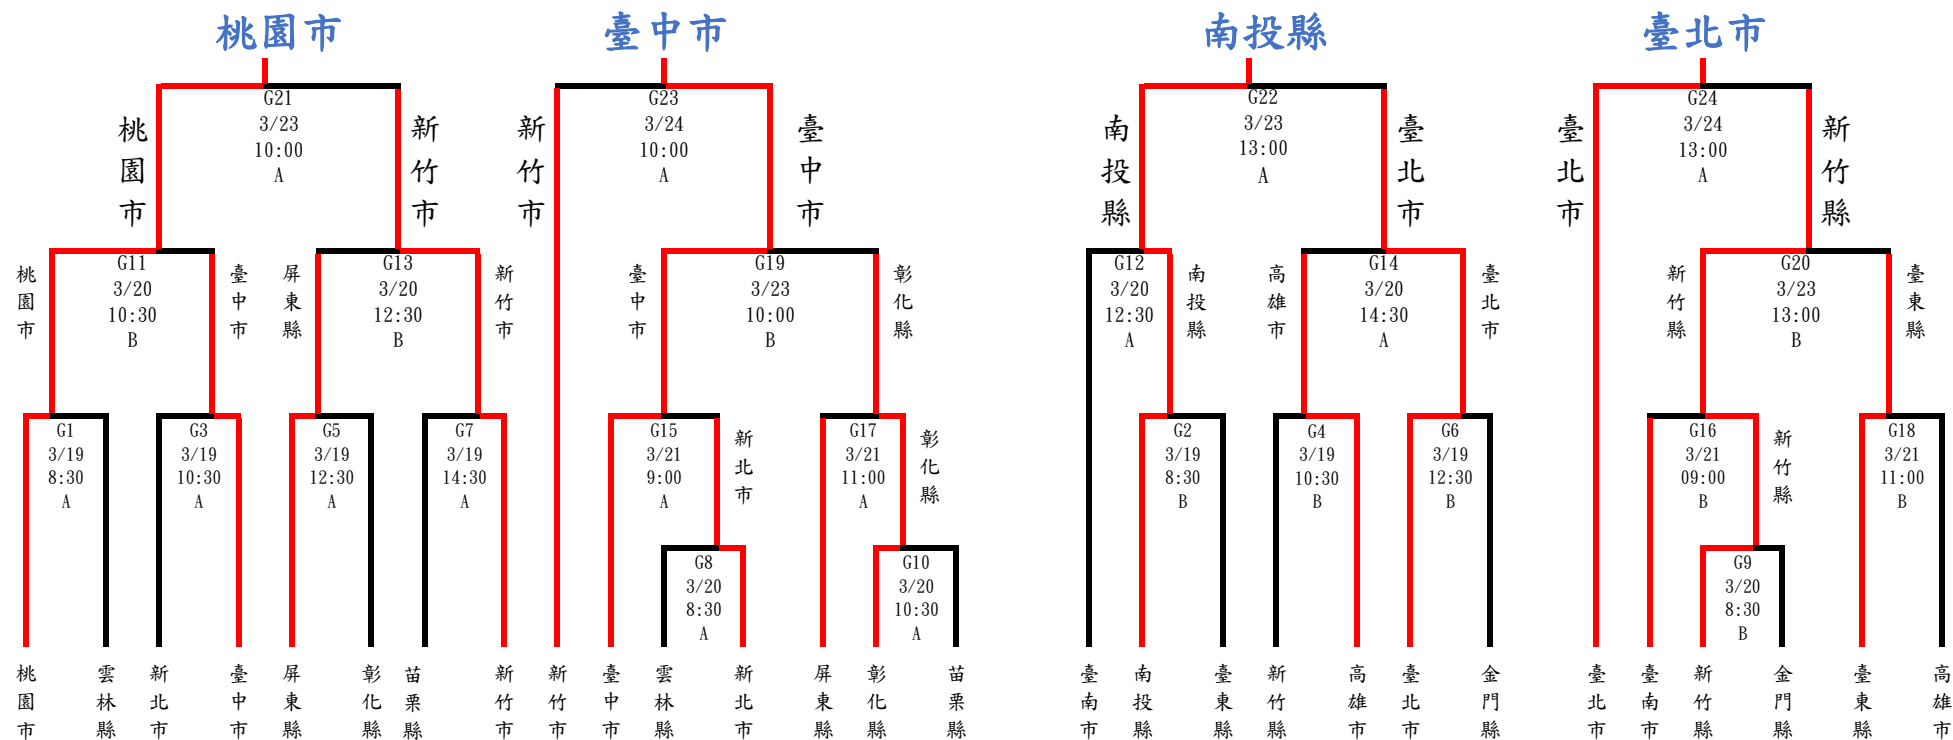 桃園市
臺中市
南投縣
臺北市
G21
3/23
10:00
A
G23
3/24
10:00
A
G22
3/23
13:00
A
G24
3/24
13:00
A
桃園市
新竹市
新竹市
臺中市
南投縣
臺北市
臺北市
新竹縣
G11
3/20
10:30
B
G13
3/20
12:30
B
G19
3/23
10:00
B
G12
3/20
12:30
A
G14
3/20
14:30
A
G20
3/23
13:00
B
桃園市
臺中市
屏東縣
新竹市
臺中市
彰化縣
南投縣
高雄市
臺北市
新竹縣
臺東縣
G1
3/19
8:30
A
G3
3/19
10:30
A
G5
3/19
12:30
A
G7
3/19
14:30
A
G15
3/21
9:00
A
新北市
G17
3/21
11:00
A
彰化縣
G2
3/19
8:30
B
G4
3/19
10:30
B
G6
3/19
12:30
B
G16
3/21
09:00
B
新竹縣
G18
3/21
11:00
B
G8
3/20
8:30
A
G10
3/20
10:30
A
G9
3/20
8:30
B
桃園市
雲林縣
新北市
臺中市
屏東縣
彰化縣
苗栗縣
新竹市
新竹市
臺中市
雲林縣
新北市
屏東縣
彰化縣
苗栗縣
臺南市
南投縣
臺東縣
新竹縣
高雄市
臺北市
金門縣
臺北市
臺南市
新竹縣
金門縣
臺東縣
高雄市